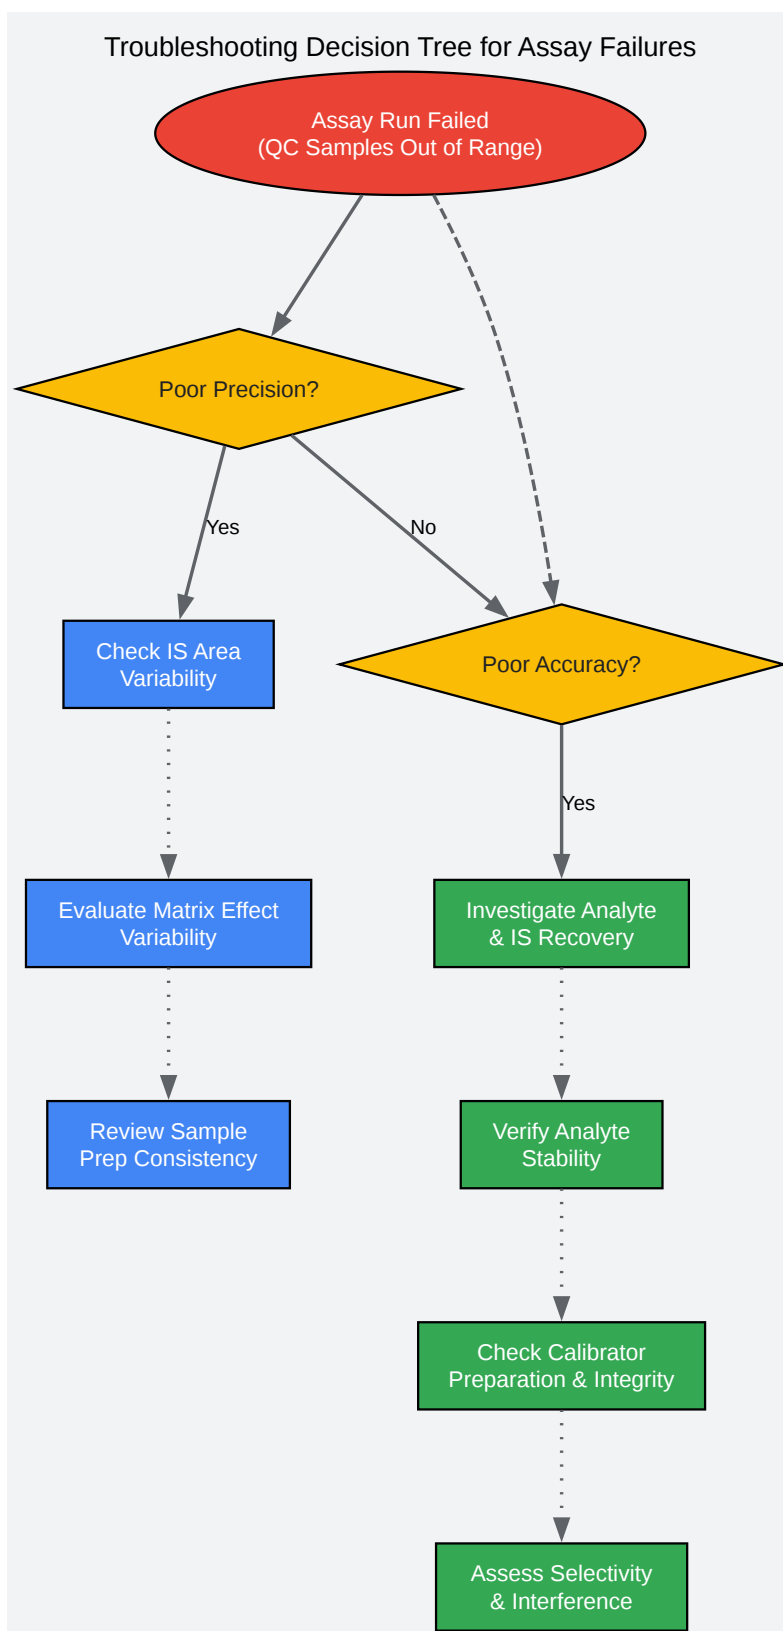 Troubleshooting Decision Tree for Assay Failures
Assay Run Failed
(QC Samples Out of Range)
Poor Precision?
Yes
No
Check IS Area
Variability
Poor Accuracy?
Yes
Evaluate Matrix Effect
Variability
Investigate Analyte
& IS Recovery
Review Sample
Prep Consistency
Verify Analyte
Stability
Check Calibrator
Preparation & Integrity
Assess Selectivity
& Interference